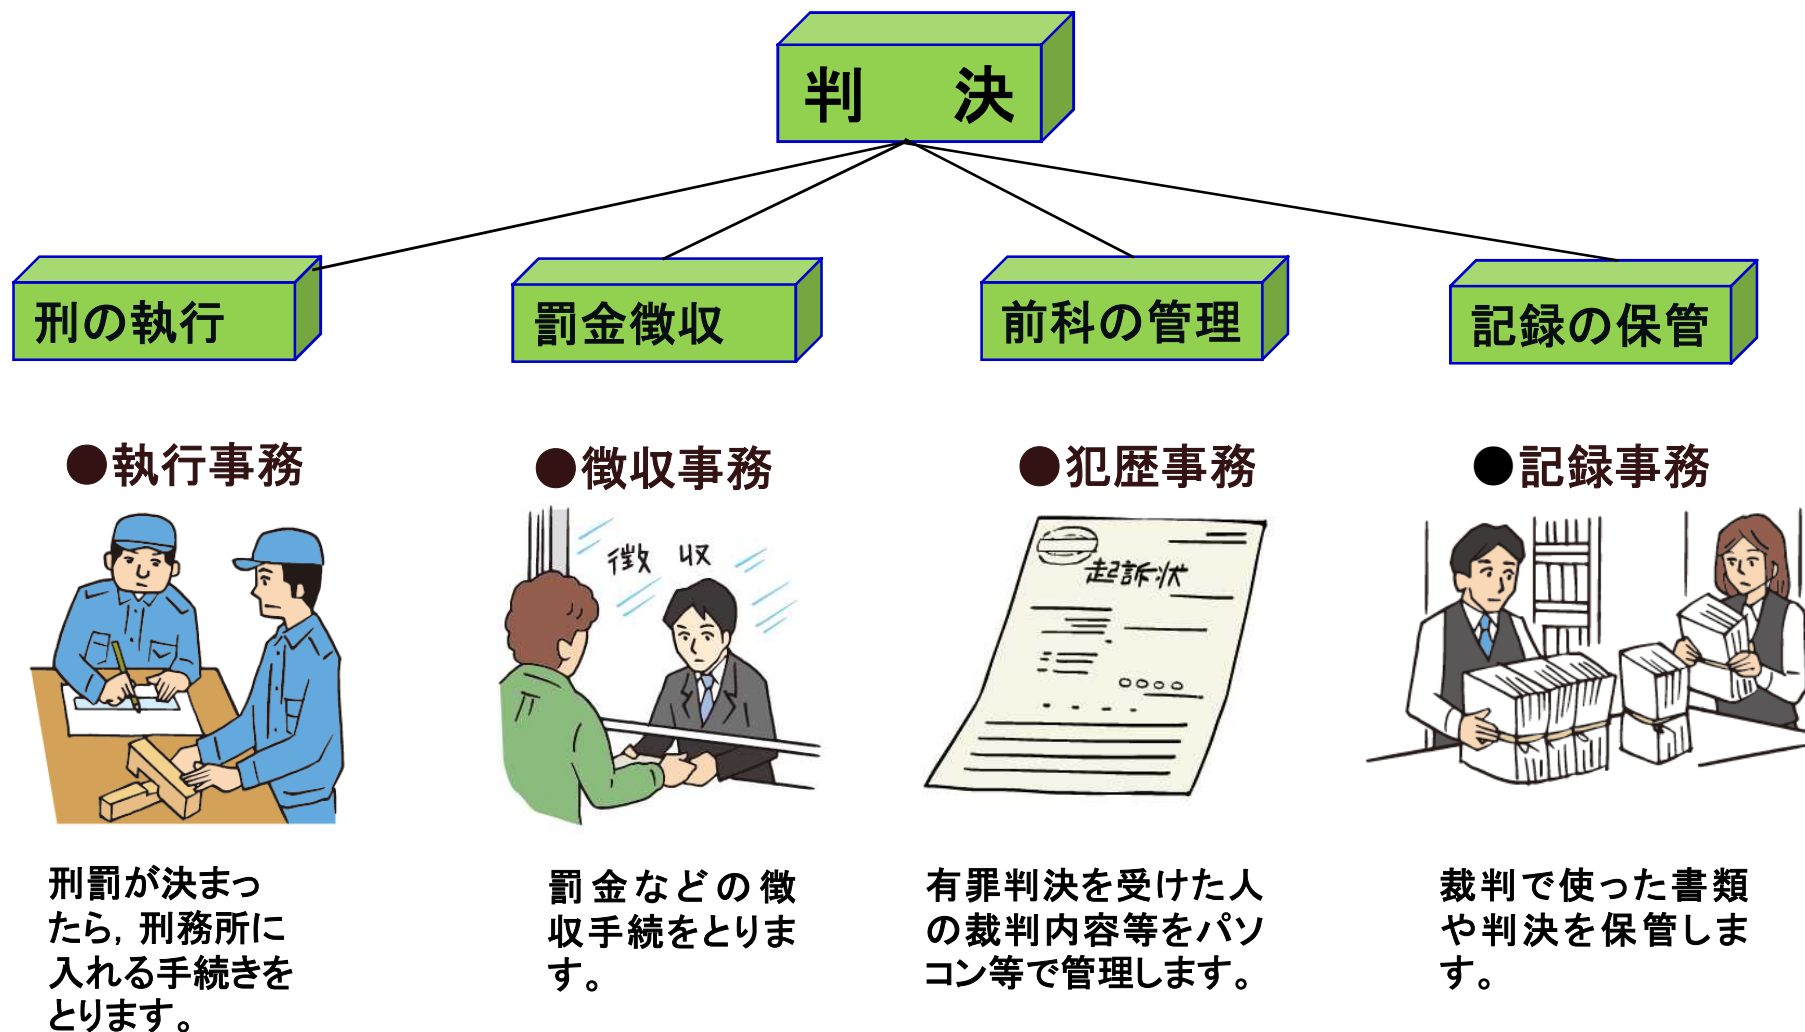 判　決
刑の執行
罰金徴収
前科の管理
記録の保管
●執行事務
●徴収事務
●犯歴事務
●記録事務
徴収
起訴状
刑罰が決まっ
たら,刑務所に
入れる手続きを
とります。
罰金などの徴
収手続をとりま
す。
有罪判決を受けた人
の裁判内容等をパソ
コン等で管理します。
裁判で使った書類
や判決を保管しま
す。